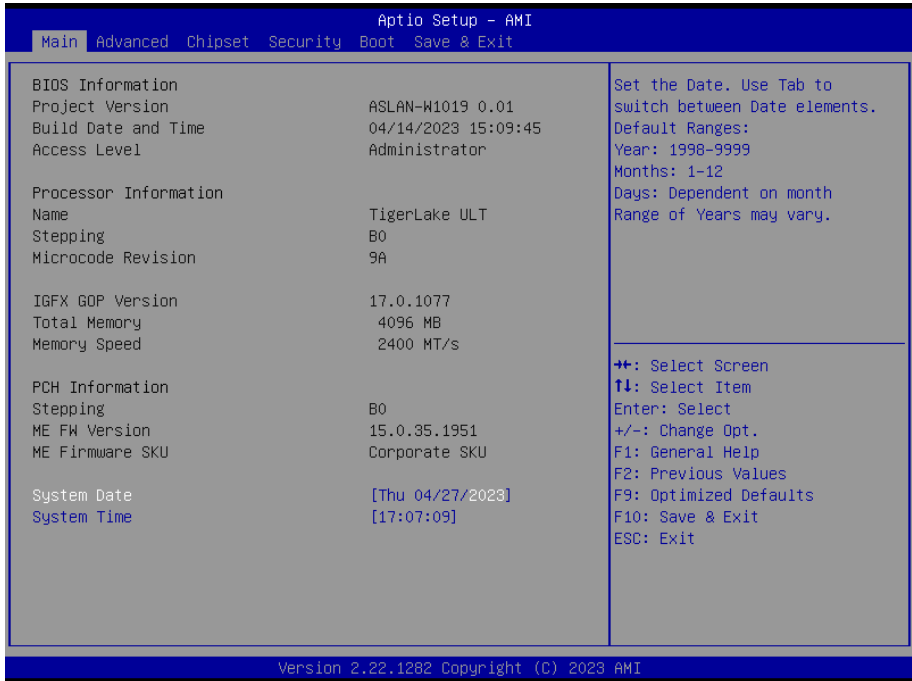 Aptio Setup - AMI
Main Advanced Chipset Security Boot Save & Exit
BIOS Information
Project Version ASLAN-W1019 0.01
Build Date and Time 04/14/2023 15:09:45
Access Level Administrator
Processor Information
Name TigerLake ULT
Stepping B0
Microcode Revision 9A
IGFX GOP Version 17.0.1077
Total Memory 4096 MB
Memory Speed 2400 MT/s
PCH Information
Stepping B0
ME FW Version 15.0.35.1951
ME Firmware SKU Corporate SKU
System Date [Thu 04/27/2023]
System Time [17:07:09]
Set the Date. Use Tab to
switch between Date elements.
Default Ranges:
Year: 1998-9999
Months: 1-12
Days: Dependent on month
Range of Years may vary.
→←: Select Screen
↑↓: Select Item
Enter: Select
+/-: Change Opt.
F1: General Help
F2: Previous Values
F9: Optimized Defaults
F10: Save & Exit
ESC: Exit
Version 2.22.1282 Copyright (C) 2023 AMI